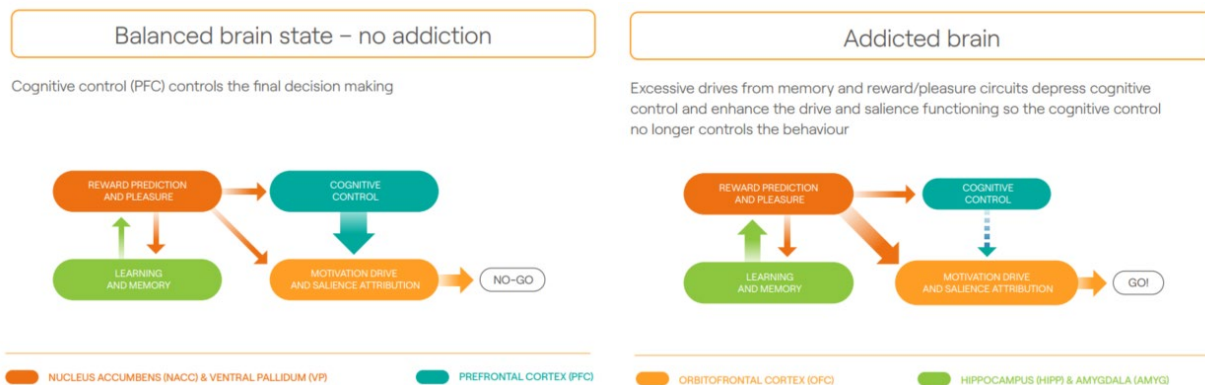 Balanced brain state – no addiction
Cognitive control (PFC) controls the final decision making
REWARD PREDICTION
AND PLEASURE
COGNITIVE
CONTROL
LEARNING
AND MEMORY
MOTIVATION DRIVE
AND SALIENCE ATTRIBUTION
NO-GO
NUCLEUS ACCUMBENS (NACC) & VENTRAL PALLIDUM (VP)
PREFRONTAL CORTEX (PFC)
Addicted brain
Excessive drives from memory and reward/pleasure circuits depress cognitive
control and enhance the drive and salience functioning so the cognitive control
no longer controls the behaviour
REWARD PREDICTION
AND PLEASURE
COGNITIVE
CONTROL
LEARNING
AND MEMORY
MOTIVATION DRIVE
AND SALIENCE ATTRIBUTION
GO!
ORBITOFRONTAL CORTEX (OFC)
HIPPOCAMPUS (HIPP) & AMYGDALA (AMYG)